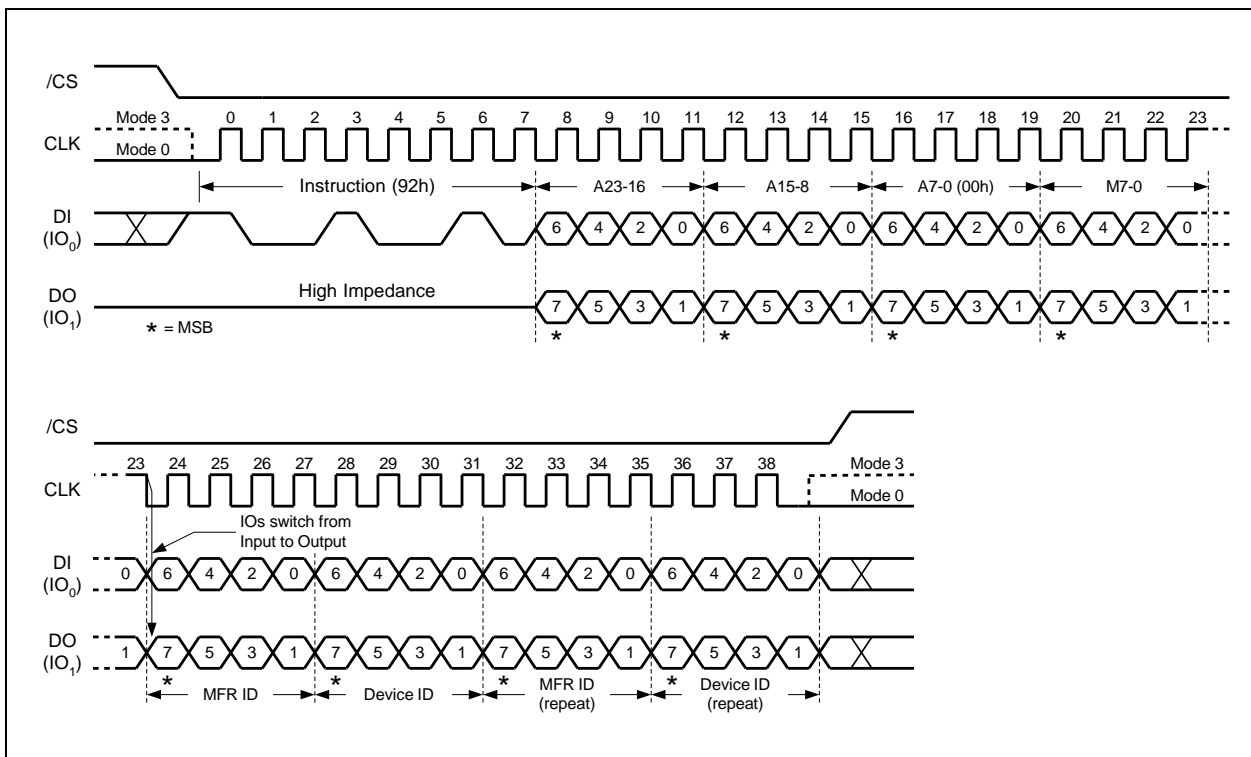 /CS
Mode 3 0 1 2 3 4 5 6 7 8 9 10 11 12 13 14 15 16 17 18 19 20 21 22 23
CLK
Mode 0
Instruction (92h) A23-16 A15-8 A7-0 (00h) M7-0
DI
(IO0) 6 4 2 0 6 4 2 0 6 4 2 0 6 4 2 0
High Impedance
DO
(IO1) 7 5 3 1 7 5 3 1 7 5 3 1 7 5 3 1
* = MSB * * * *
/CS
23 24 25 26 27 28 29 30 31 32 33 34 35 36 37 38 Mode 3
CLK
Mode 0
IOs switch from
Input to Output
DI
(IO0) 0 6 4 2 0 6 4 2 0 6 4 2 0 6 4 2 0
DO
(IO1) 1 7 5 3 1 7 5 3 1 7 5 3 1 7 5 3 1
* * * *
MFR ID Device ID MFR ID
(repeat) Device ID
(repeat)